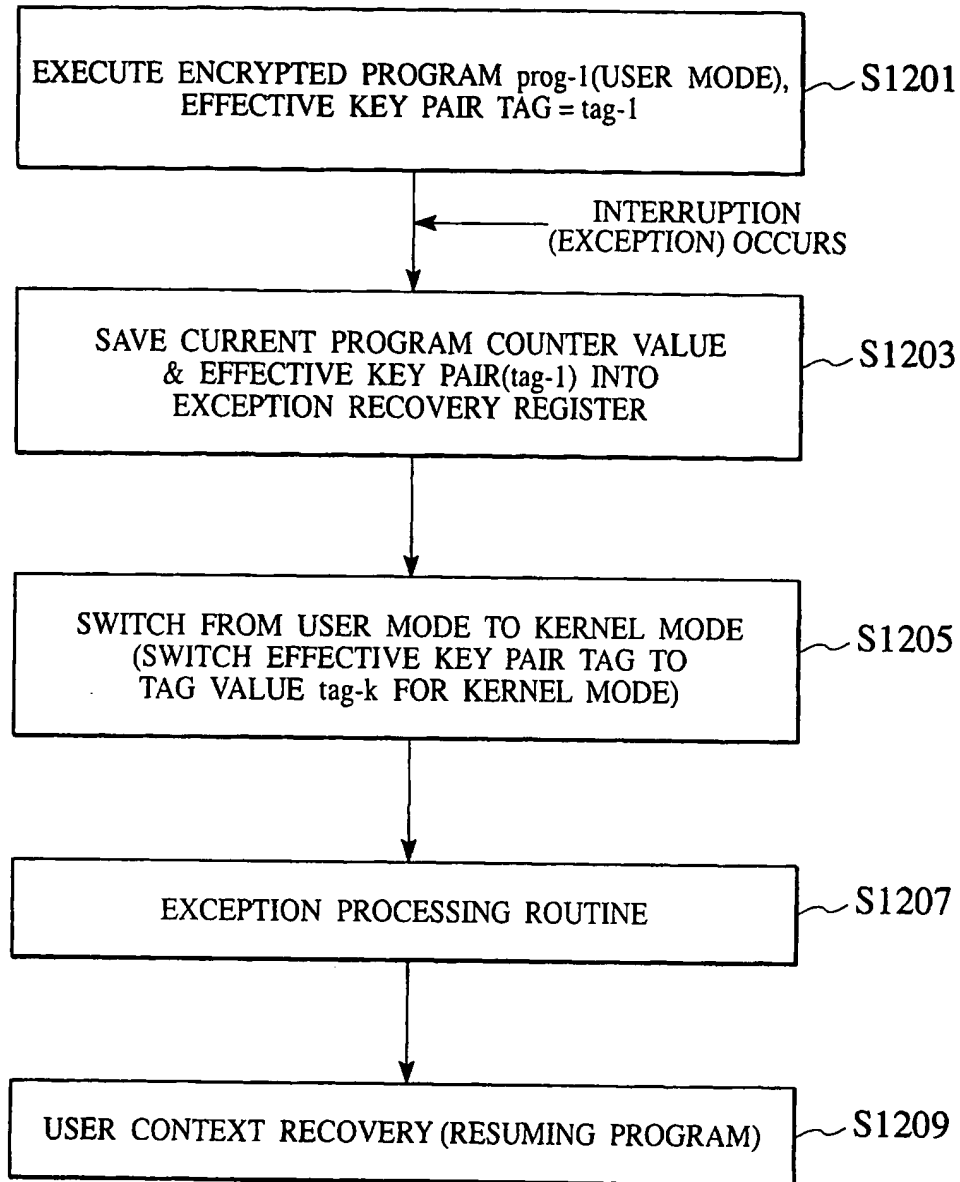 EXECUTE ENCRYPTED PROGRAM prog-1(USER MODE),
EFFECTIVE KEY PAIR TAG = tag-1
S1201
INTERRUPTION
(EXCEPTION) OCCURS
SAVE CURRENT PROGRAM COUNTER VALUE
& EFFECTIVE KEY PAIR(tag-1) INTO
EXCEPTION RECOVERY REGISTER
S1203
SWITCH FROM USER MODE TO KERNEL MODE
(SWITCH EFFECTIVE KEY PAIR TAG TO
TAG VALUE tag-k FOR KERNEL MODE)
S1205
EXCEPTION PROCESSING ROUTINE
S1207
USER CONTEXT RECOVERY (RESUMING PROGRAM)
S1209